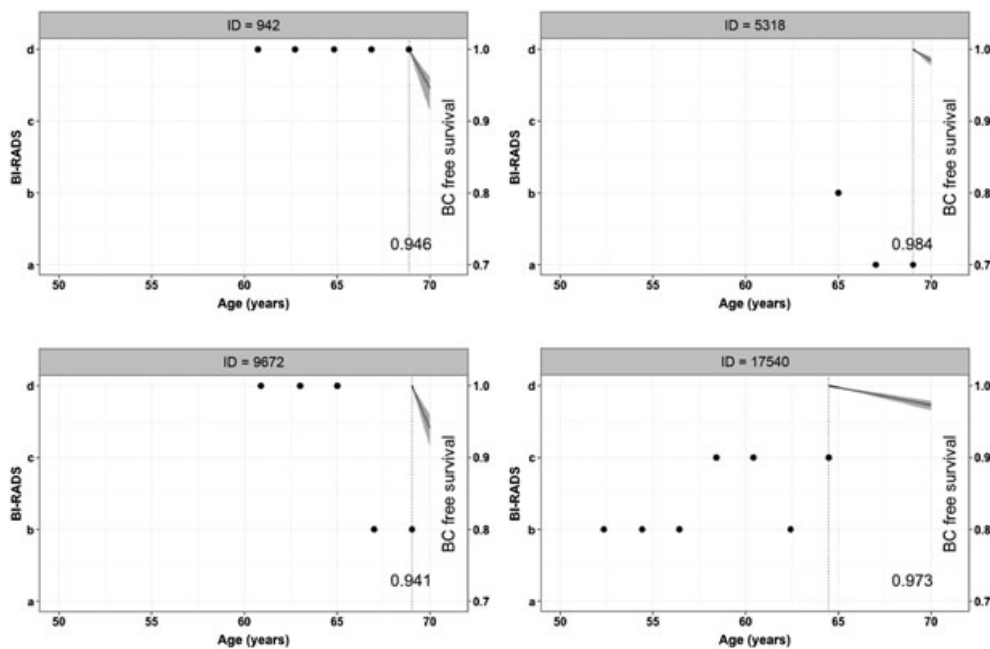 ID = 942
d
c
b
a
BI-RADS
1.0
0.9
0.8
0.7
BC free survival
0.946
50 55 60 65 70
Age (years)
ID = 5318
d
c
b
a
BI-RADS
1.0
0.9
0.8
0.7
BC free survival
0.984
50 55 60 65 70
Age (years)
ID = 9672
d
c
b
a
BI-RADS
1.0
0.9
0.8
0.7
BC free survival
0.941
50 55 60 65 70
Age (years)
ID = 17540
d
c
b
a
BI-RADS
1.0
0.9
0.8
0.7
BC free survival
0.973
50 55 60 65 70
Age (years)